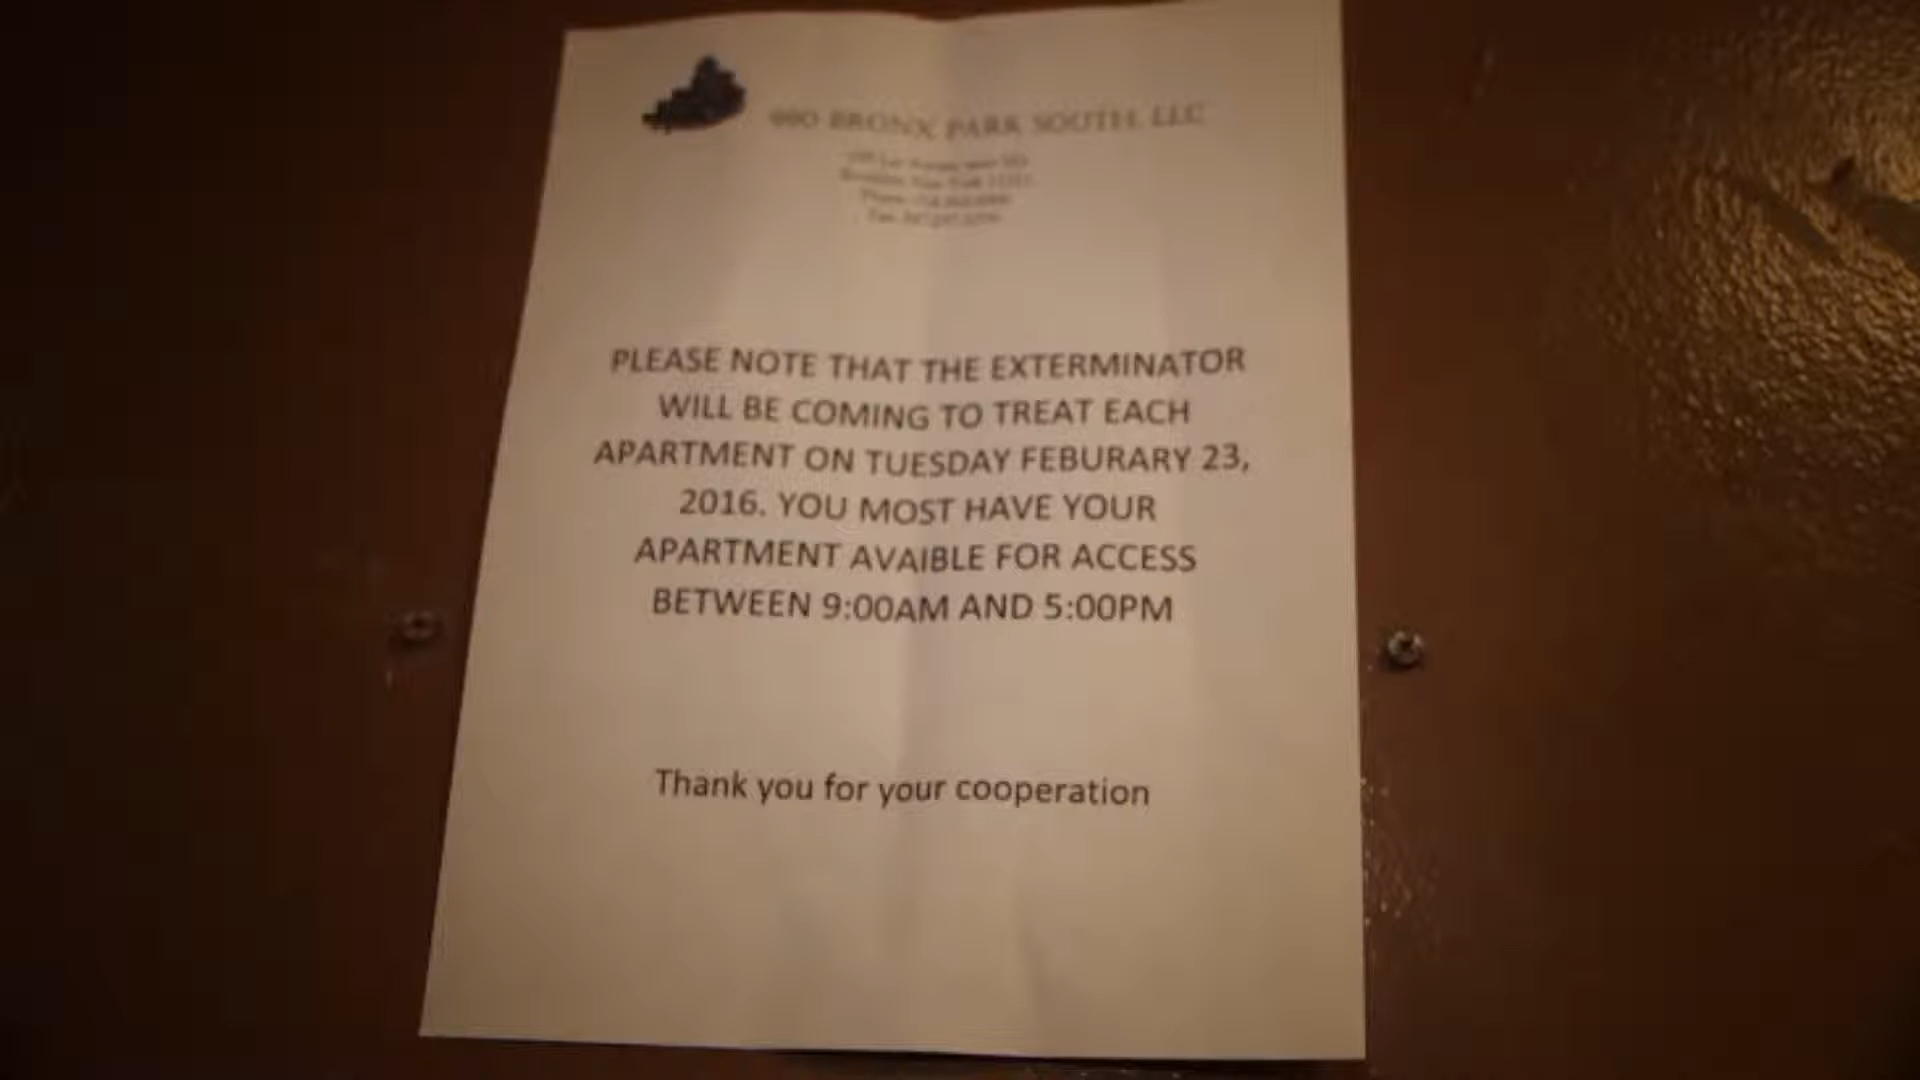 BRONX PARK SOUTH, LLC
PLEASE NOTE THAT THE EXTERMINATOR
WILL BE COMING TO TREAT EACH
APARTMENT ON TUESDAY FEBURARY 23,
2016. YOU MOST HAVE YOUR
APARTMENT AVAIBLE FOR ACCESS
BETWEEN 9:00AM AND 5:00PM
Thank you for your cooperation